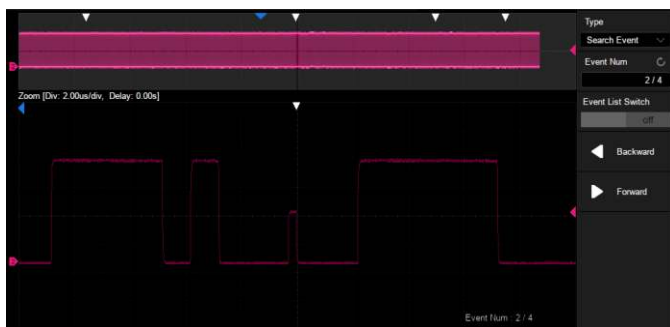 Type
Search Event
Event Num
2 / 4
Zoom [Div: 2.00us/div, Delay: 0.00s]
Event List Switch
off
Backward
Forward
Event Num : 2 / 4